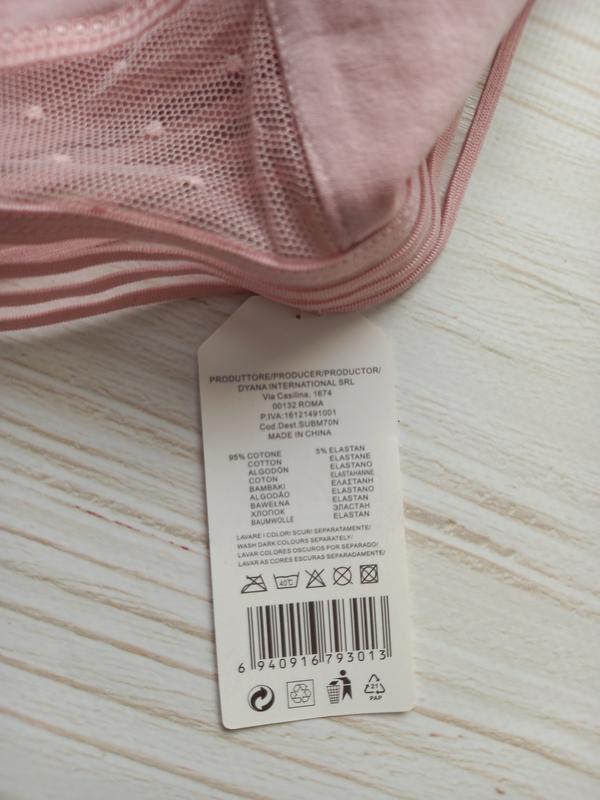 PRODUTTORE/PRODUCER/PRODUCTOR/
DYANA INTERNATIONAL SRL
Via Casilina, 1674
00132 ROMA
P.IVA:16121491001
Cod.Dest.SUBM70N
MADE IN CHINA
95% COTONE 5% ELASTAN
COTTON ELASTANE
ALGODÓN ELASTANO
COTON ELASTAHANNE
BAMBAKI ΕΛΑΣΤΑΝΗ
ALGODÃO ELASTANO
BAWEŁNA ELASTAN
ХЛОПОК ЭЛАСТАН
BAUMWOLLE ELASTAN
LAVARE I COLORI SCURI SEPARATAMENTE/
WASH DARK COLOURS SEPARATELY/
LAVAR COLORES OSCUROS POR SEPARADO/
LAVAR AS CORES ESCURAS SEPARADAMENTE/
40℃
6 940916 793013
21
PAP